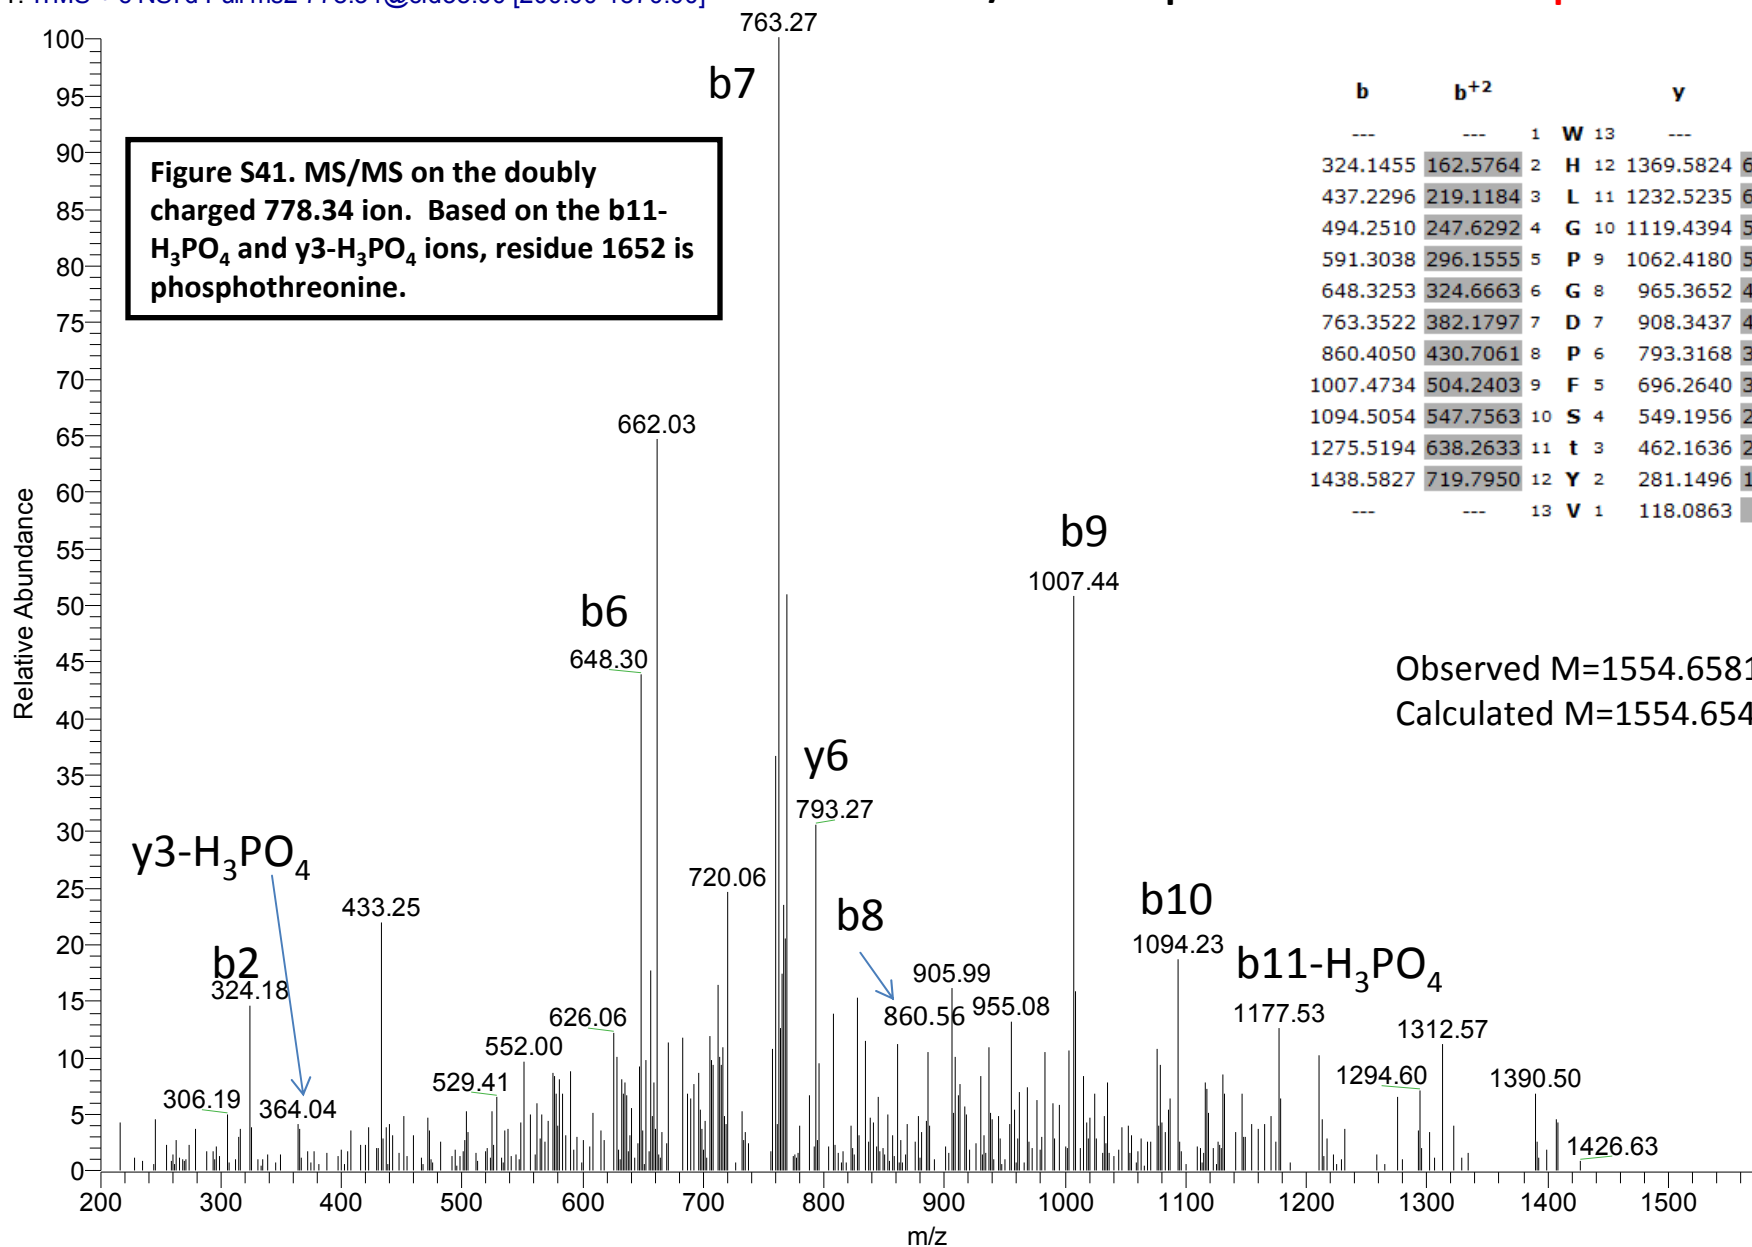 763.27
b7
Figure S41. MS/MS on the doubly
charged 778.34 ion. Based on the b11-
H₃PO₄ and y3-H₃PO₄ ions, residue 1652 is
phosphothreonine.
b b⁺² y
--- --- 1 W 13 ---
324.1455 162.5764 2 H 12 1369.5824
437.2296 219.1184 3 L 11 1232.5235
494.2510 247.6292 4 G 10 1119.4394
591.3038 296.1555 5 P 9 1062.4180
648.3253 324.6663 6 G 8 965.3652
763.3522 382.1797 7 D 7 908.3437
860.4050 430.7061 8 P 6 793.3168
1007.4734 504.2403 9 F 5 696.2640
1094.5054 547.7563 10 S 4 549.1956
1275.5194 638.2633 11 t 3 462.1636
1438.5827 719.7950 12 Y 2 281.1496
--- --- 13 V 1 118.0863
Observed M=1554.6581
Calculated M=1554.654
662.03
b9
1007.44
b6
648.30
y6
793.27
y3-H₃PO₄
720.06
433.25
b8
b10
1094.23
b2
324.18
905.99
b11-H₃PO₄
860.56
955.08
1177.53
626.06
1312.57
552.00
529.41
1294.60
1390.50
306.19
364.04
1426.63
Relative Abundance
100
95
90
85
80
75
70
65
60
55
50
45
40
35
30
25
20
15
10
5
0
200 300 400 500 600 700 800 900 1000 1100 1200 1300 1400 1500
m/z